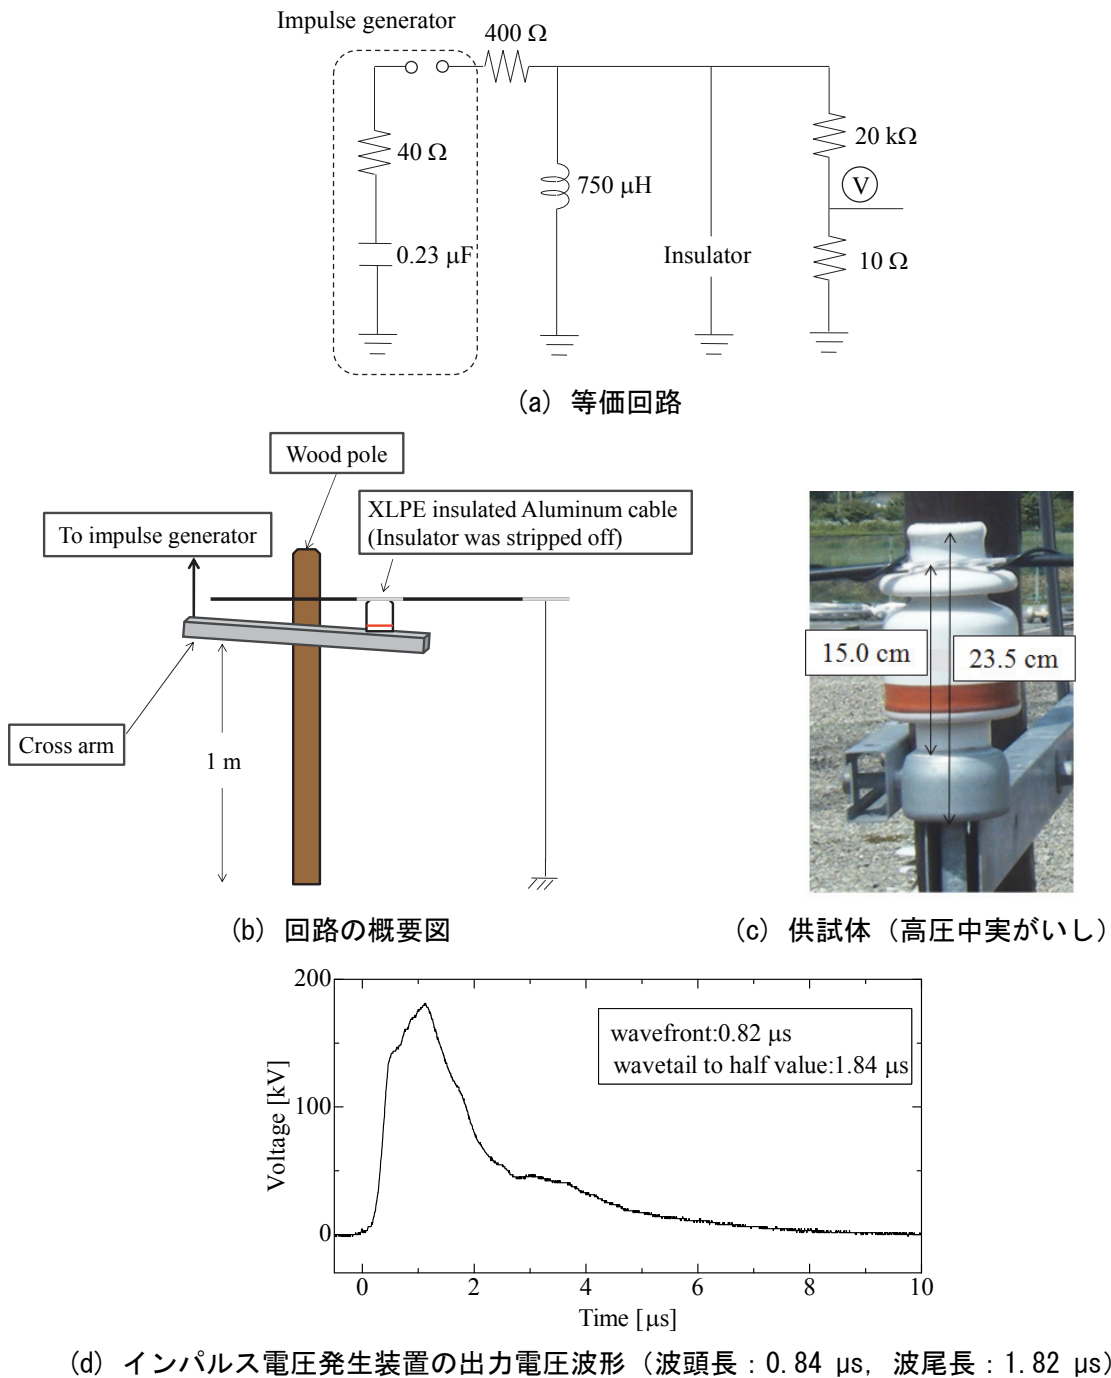 Impulse generator
400 Ω
40 Ω
0.23 μF
750 μH
Insulator
20 kΩ
V
10 Ω
(a) 等価回路
Wood pole
To impulse generator
XLPE insulated Aluminum cable
(Insulator was stripped off)
Cross arm
1 m
15.0 cm
23.5 cm
(b) 回路の概要図
(c) 供試体（高圧中実がいし）
200
100
0
Voltage [kV]
wavefront:0.82 μs
wavetail to half value:1.84 μs
0 2 4 6 8 10
Time [μs]
(d) インパルス電圧発生装置の出力電圧波形（波頭長：0.84 μs, 波尾長：1.82 μs）